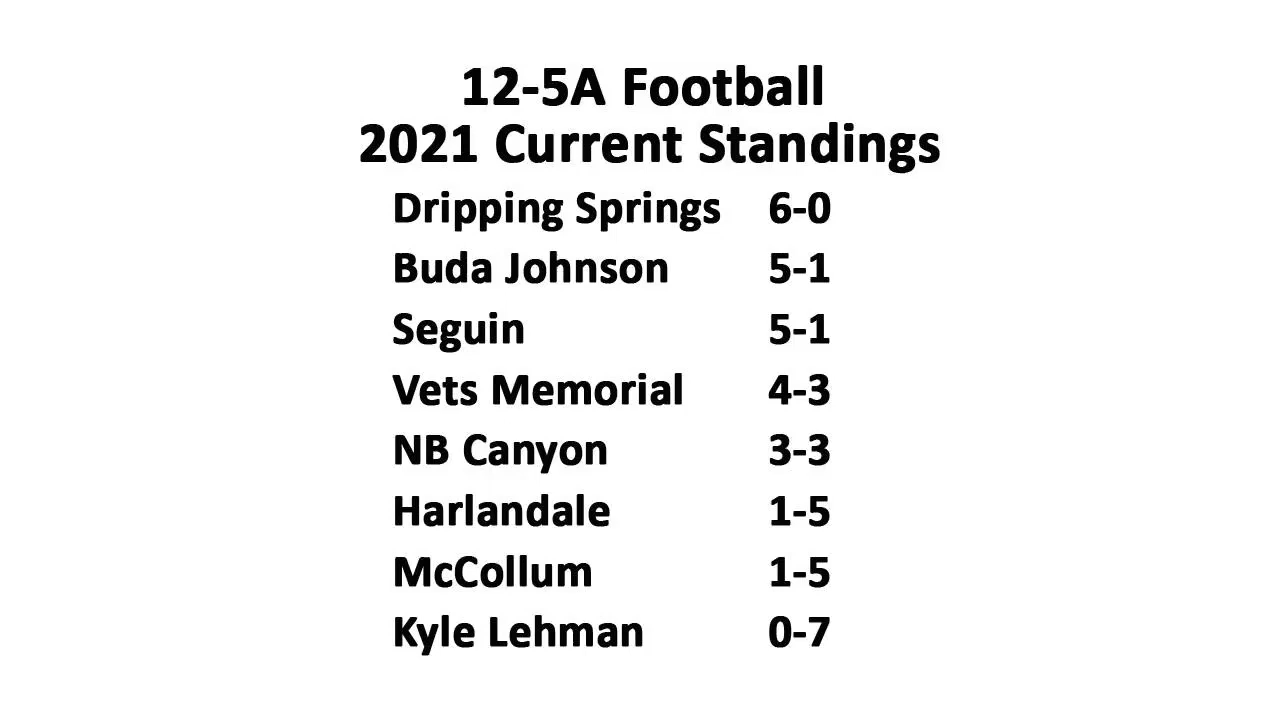 12-5A Football
2021 Current Standings
Dripping Springs 6-0
Buda Johnson 5-1
Seguin 5-1
Vets Memorial 4-3
NB Canyon 3-3
Harlandale 1-5
McCollum 1-5
Kyle Lehman 0-7